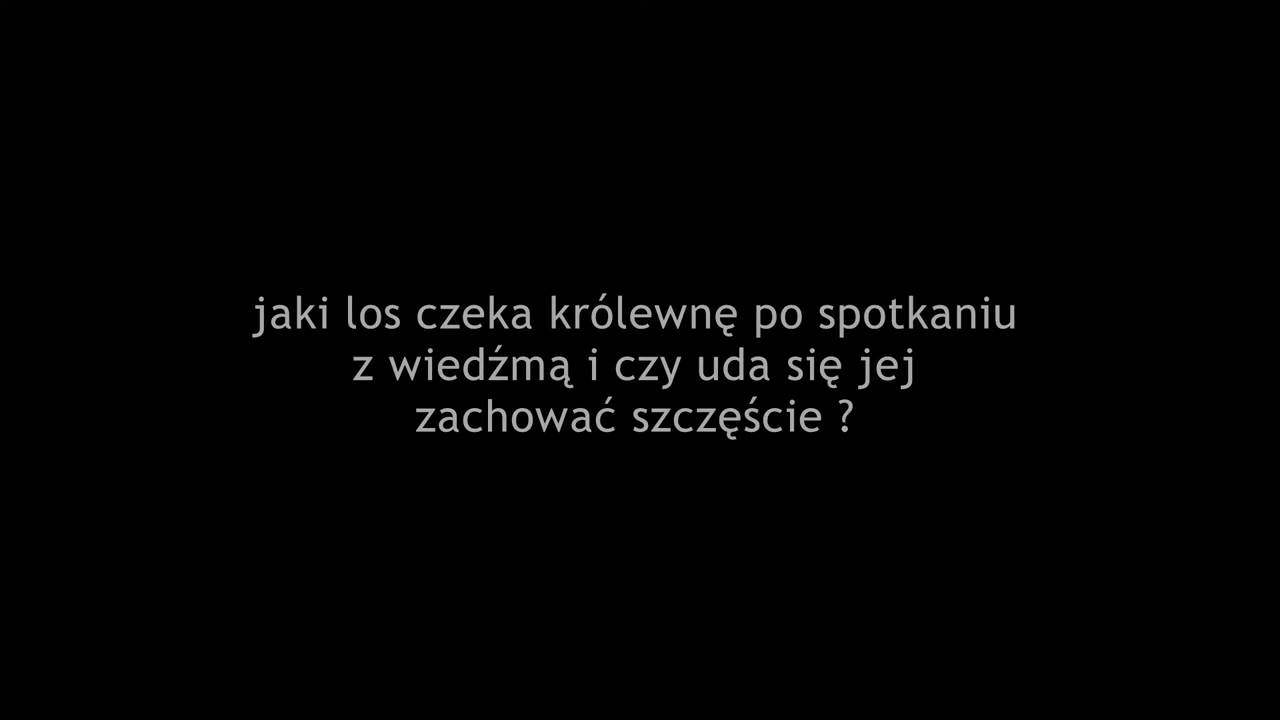 jaki los czeka królewnę po spotkaniu
z wiedźmą i czy uda się jej
zachować szczęście ?